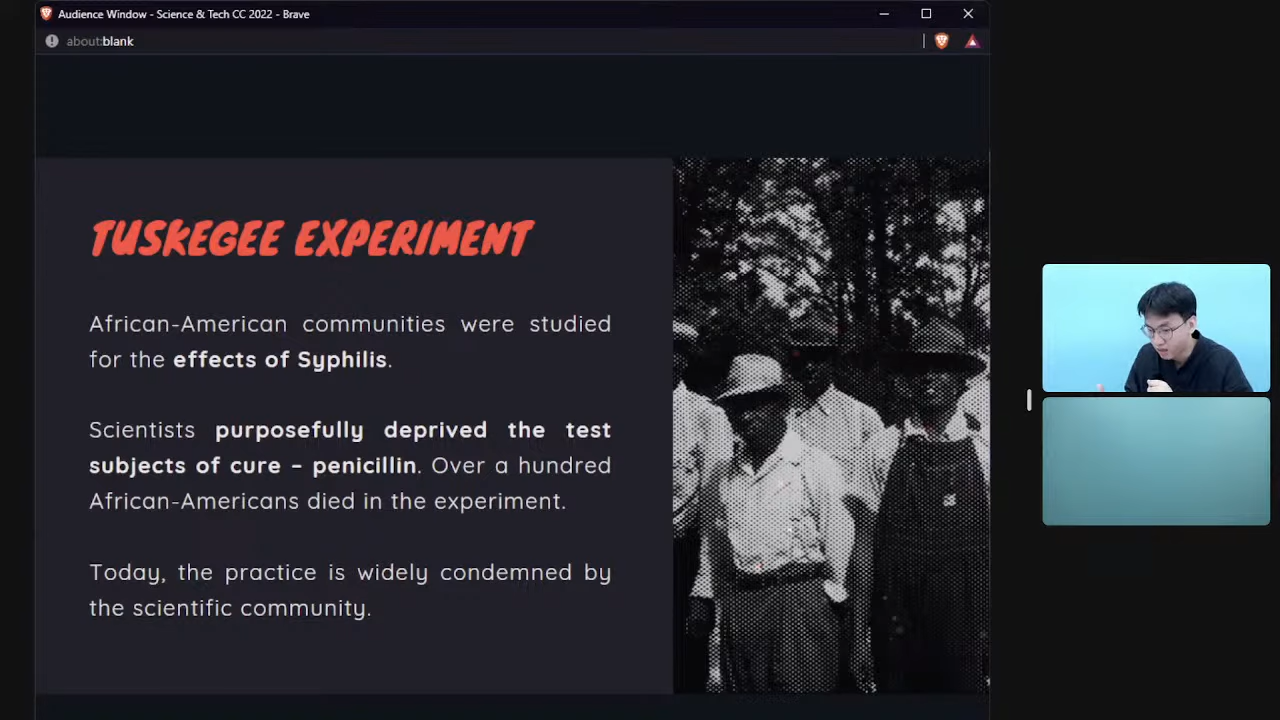 Audience Window - Science & Tech CC 2022 - Brave
about:blank
TUSKEGEE EXPERIMENT
African-American communities were studied
for the effects of Syphilis.
Scientists purposefully deprived the test
subjects of cure – penicillin. Over a hundred
African-Americans died in the experiment.
Today, the practice is widely condemned by
the scientific community.